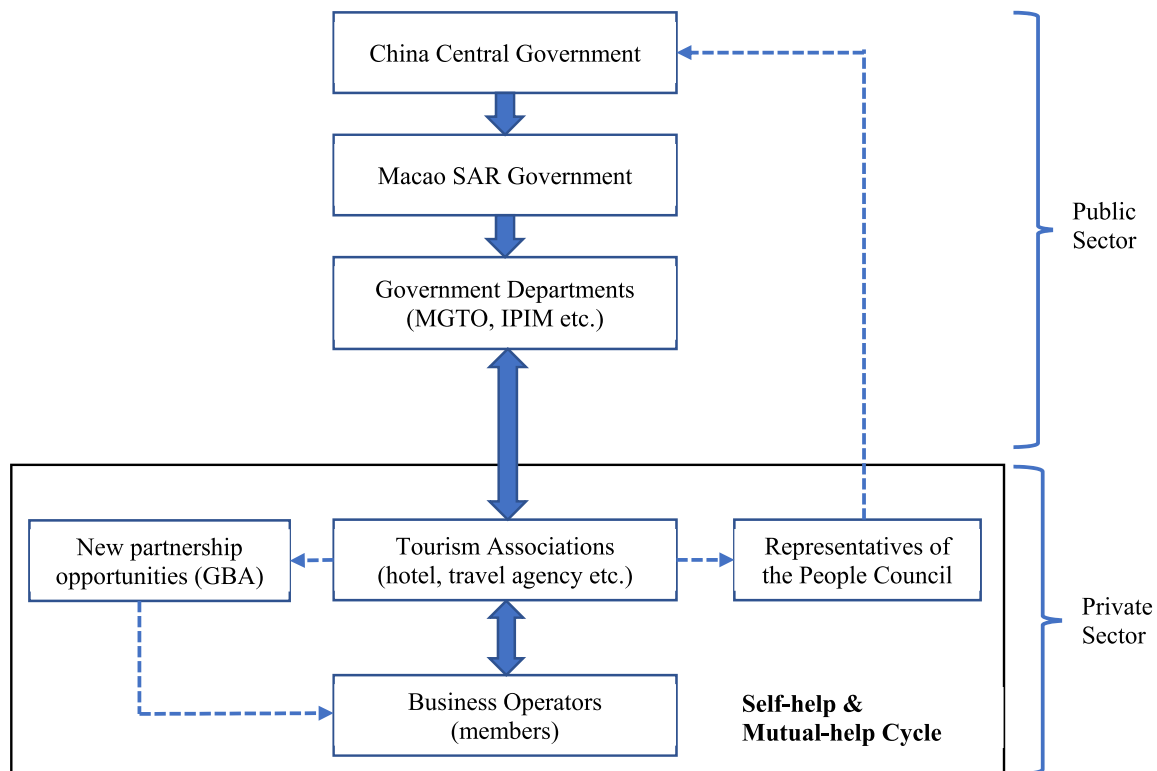 China Central Government
Macao SAR Government
Public
Sector
Government Departments
(MGTO, IPIM etc.)
New partnership
opportunities (GBA)
Tourism Associations
(hotel, travel agency etc.)
Representatives of
the People Council
Private
Sector
Business Operators
(members)
Self-help &
Mutual-help Cycle